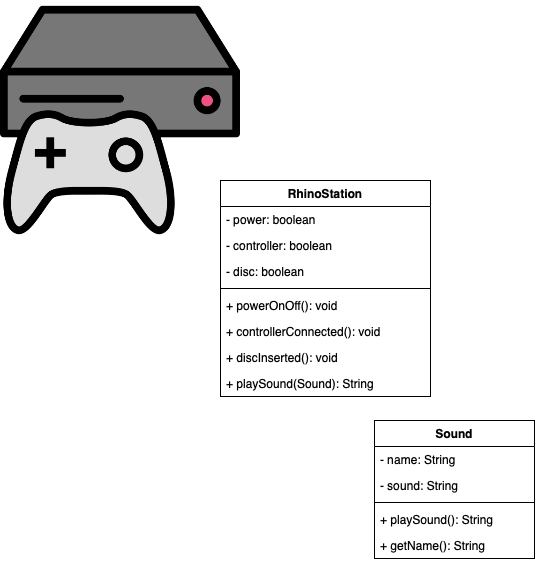 RhinoStation
- power: boolean
- controller: boolean
- disc: boolean
+ powerOnOff(): void
+ controllerConnected(): void
+ discInserted(): void
+ playSound(Sound): String
Sound
- name: String
- sound: String
+ playSound(): String
+ getName(): String